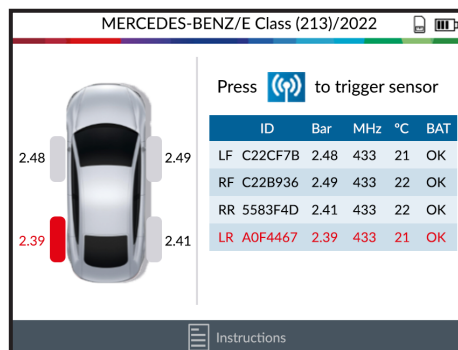 MERCEDES-BENZ/E Class (213)/2022
Press to trigger sensor
ID Bar MHz °C BAT
LF C22CF7B 2.48 433 21 OK
RF C22B936 2.49 433 22 OK
RR 5583F4D 2.41 433 22 OK
LR A0F4467 2.39 433 21 OK
2.48 2.49
2.39 2.41
Instructions